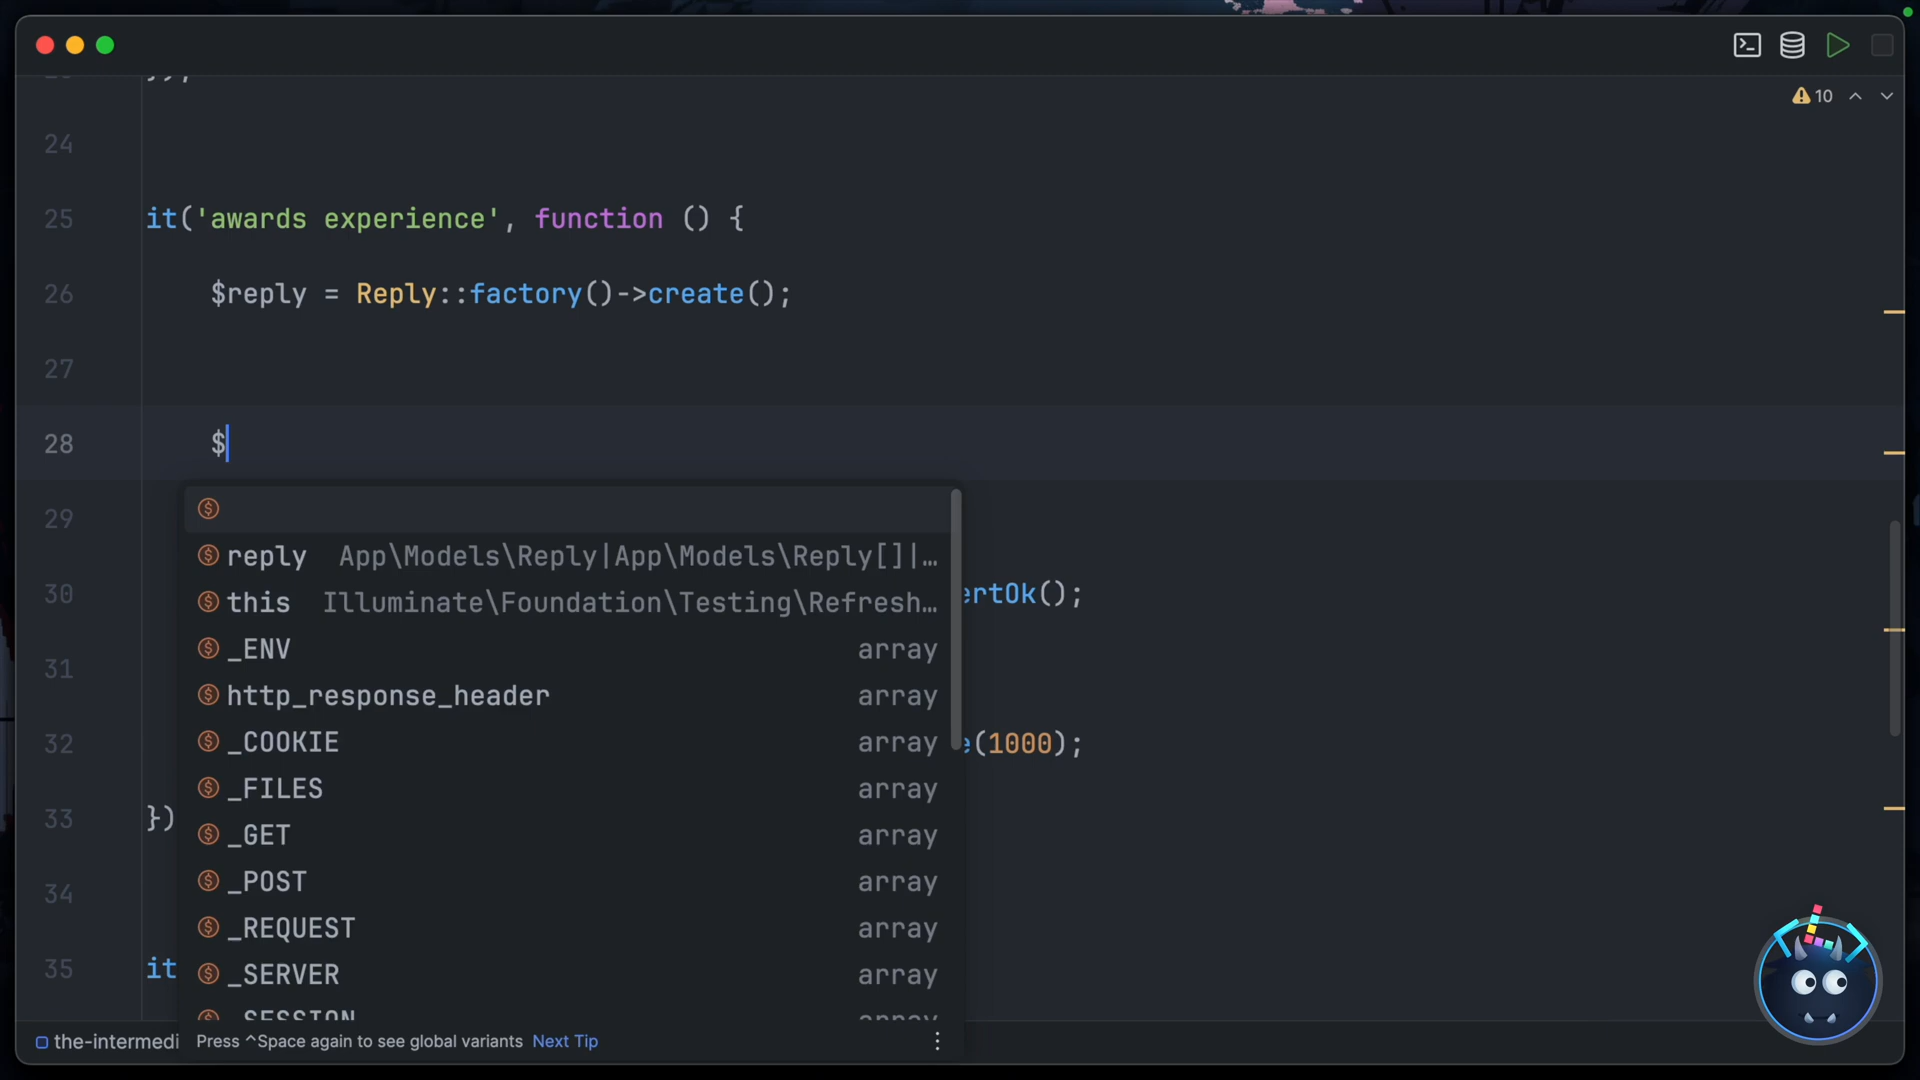 10
24
25 it('awards experience', function () {
26 $reply = Reply::factory()->create();
27
28 $
29
reply App\Models\Reply|App\Models\Reply[]|…
30 ertOk();
this Illuminate\Foundation\Testing\Refresh…
_ENV array
31
http_response_header array
32 e(1000);
_COOKIE array
_FILES array
33 })
_GET array
_POST array
34
_REQUEST array
35 it
_SERVER array
_SESSION array
the-intermedi
Press ^Space again to see global variants Next Tip